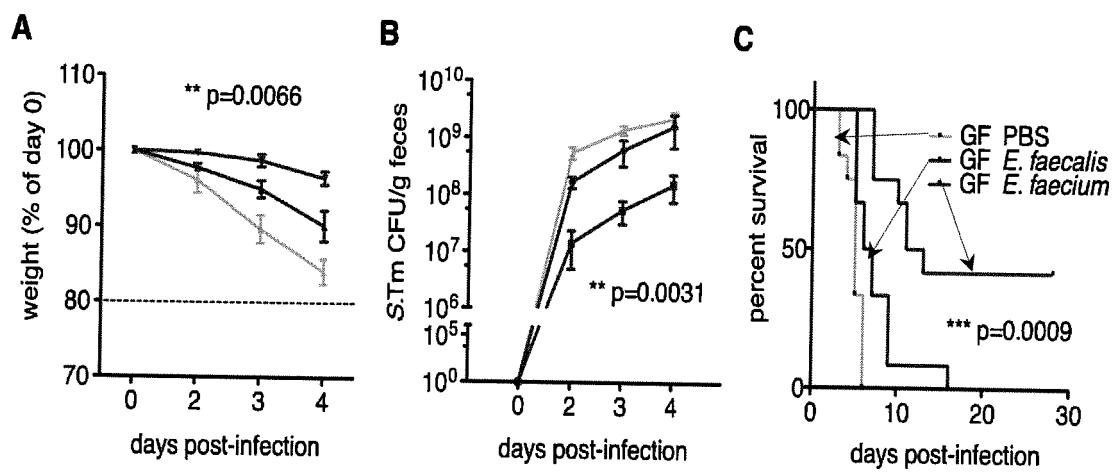 A
weight (% of day 0)
110
100
90
80
70
** p=0.0066
0 2 3 4
days post-infection
B
S.Tm CFU/g feces
10^10
10^9
10^8
10^7
10^6
10^5
10^0
** p=0.0031
0 2 3 4
days post-infection
C
percent survival
100
50
0
GF PBS
GF E. faecalis
GF E. faecium
*** p=0.0009
0 10 20 30
days post-infection